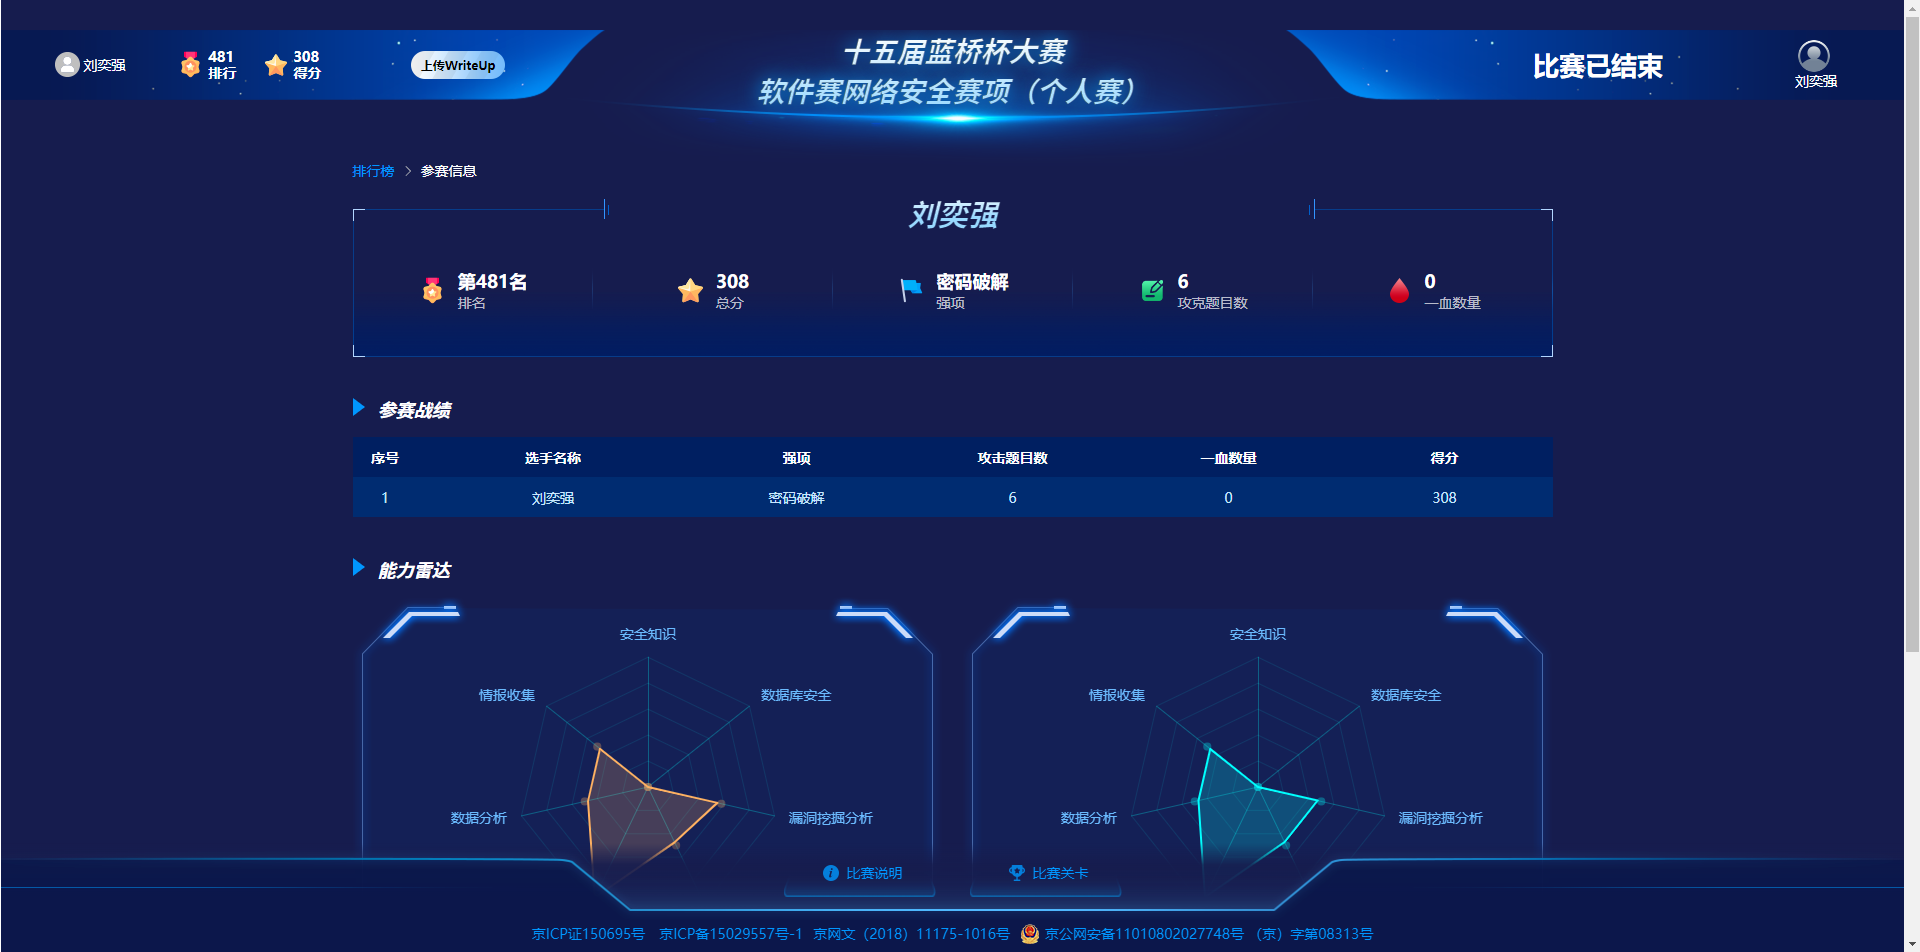 刘奕强
481
排行
308
得分
上传WriteUp
十五届蓝桥杯大赛
软件赛网络安全赛项（个人赛）
比赛已结束
刘奕强
排行榜 > 参赛信息
刘奕强
第481名
排名
308
总分
密码破解
强项
6
攻克题目数
0
一血数量
参赛战绩
序号 选手名称 强项 攻击题目数 一血数量 得分
1 刘奕强 密码破解 6 0 308
能力雷达
安全知识
情报收集
数据库安全
数据分析
漏洞挖掘分析
安全知识
情报收集
数据库安全
数据分析
漏洞挖掘分析
比赛说明
比赛关卡
京ICP证150695号 京ICP备15029557号-1 京网文（2018）11175-1016号 京公网安备11010802027748号 （京）字第08313号